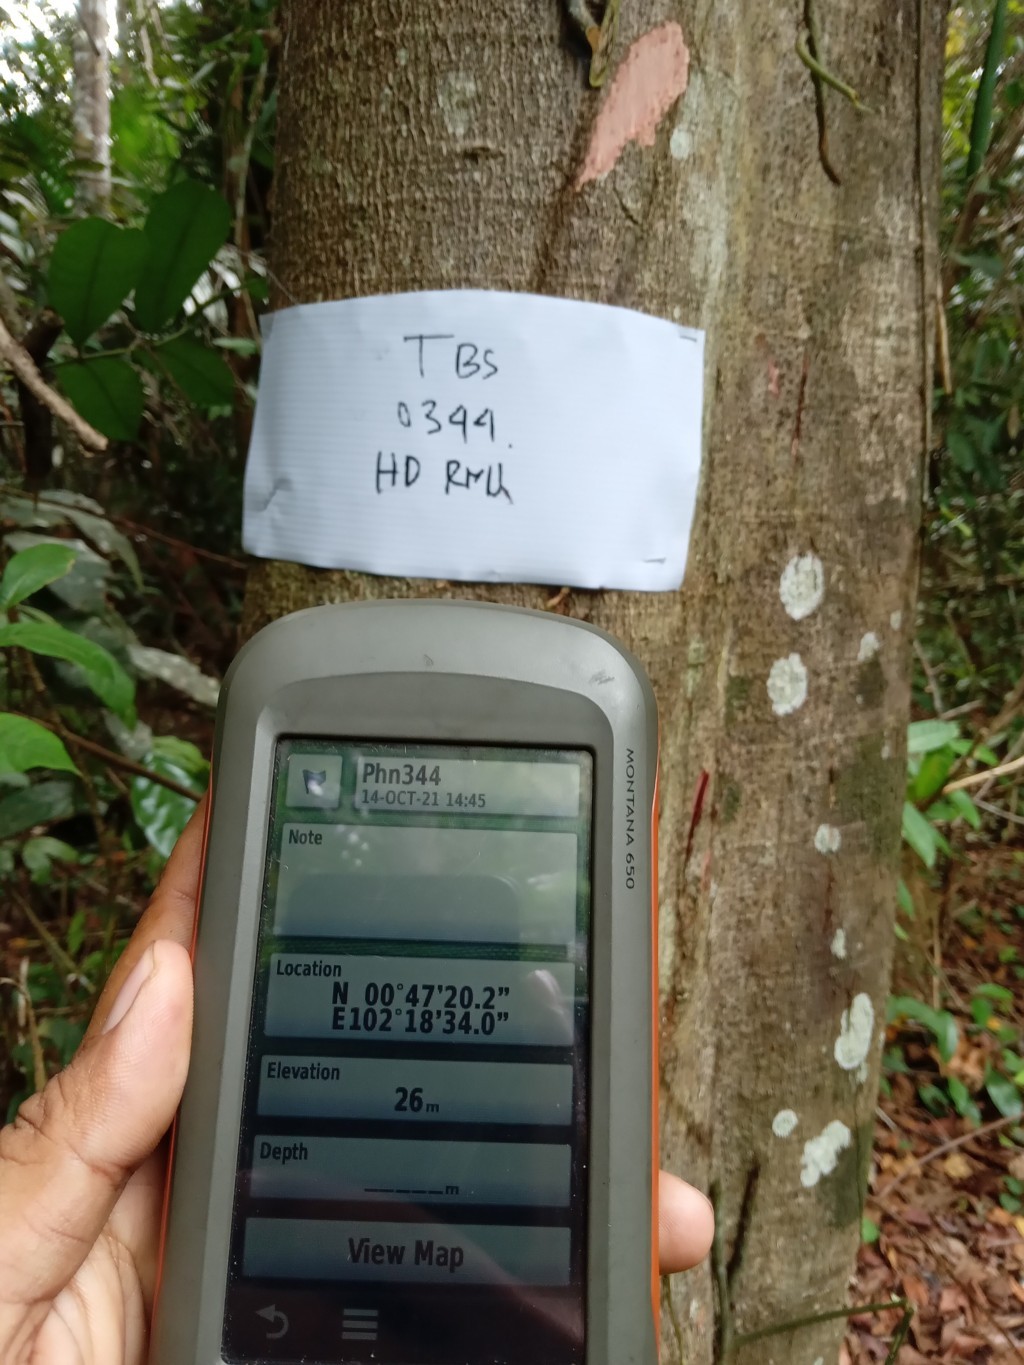 TBS
0344.
HD RMK
MONTANA 650
Phn344
14-OCT-21 14:45
Note
Location
N 00°47'20.2"
E102°18'34.0"
Elevation
26m
Depth
_____m
View Map